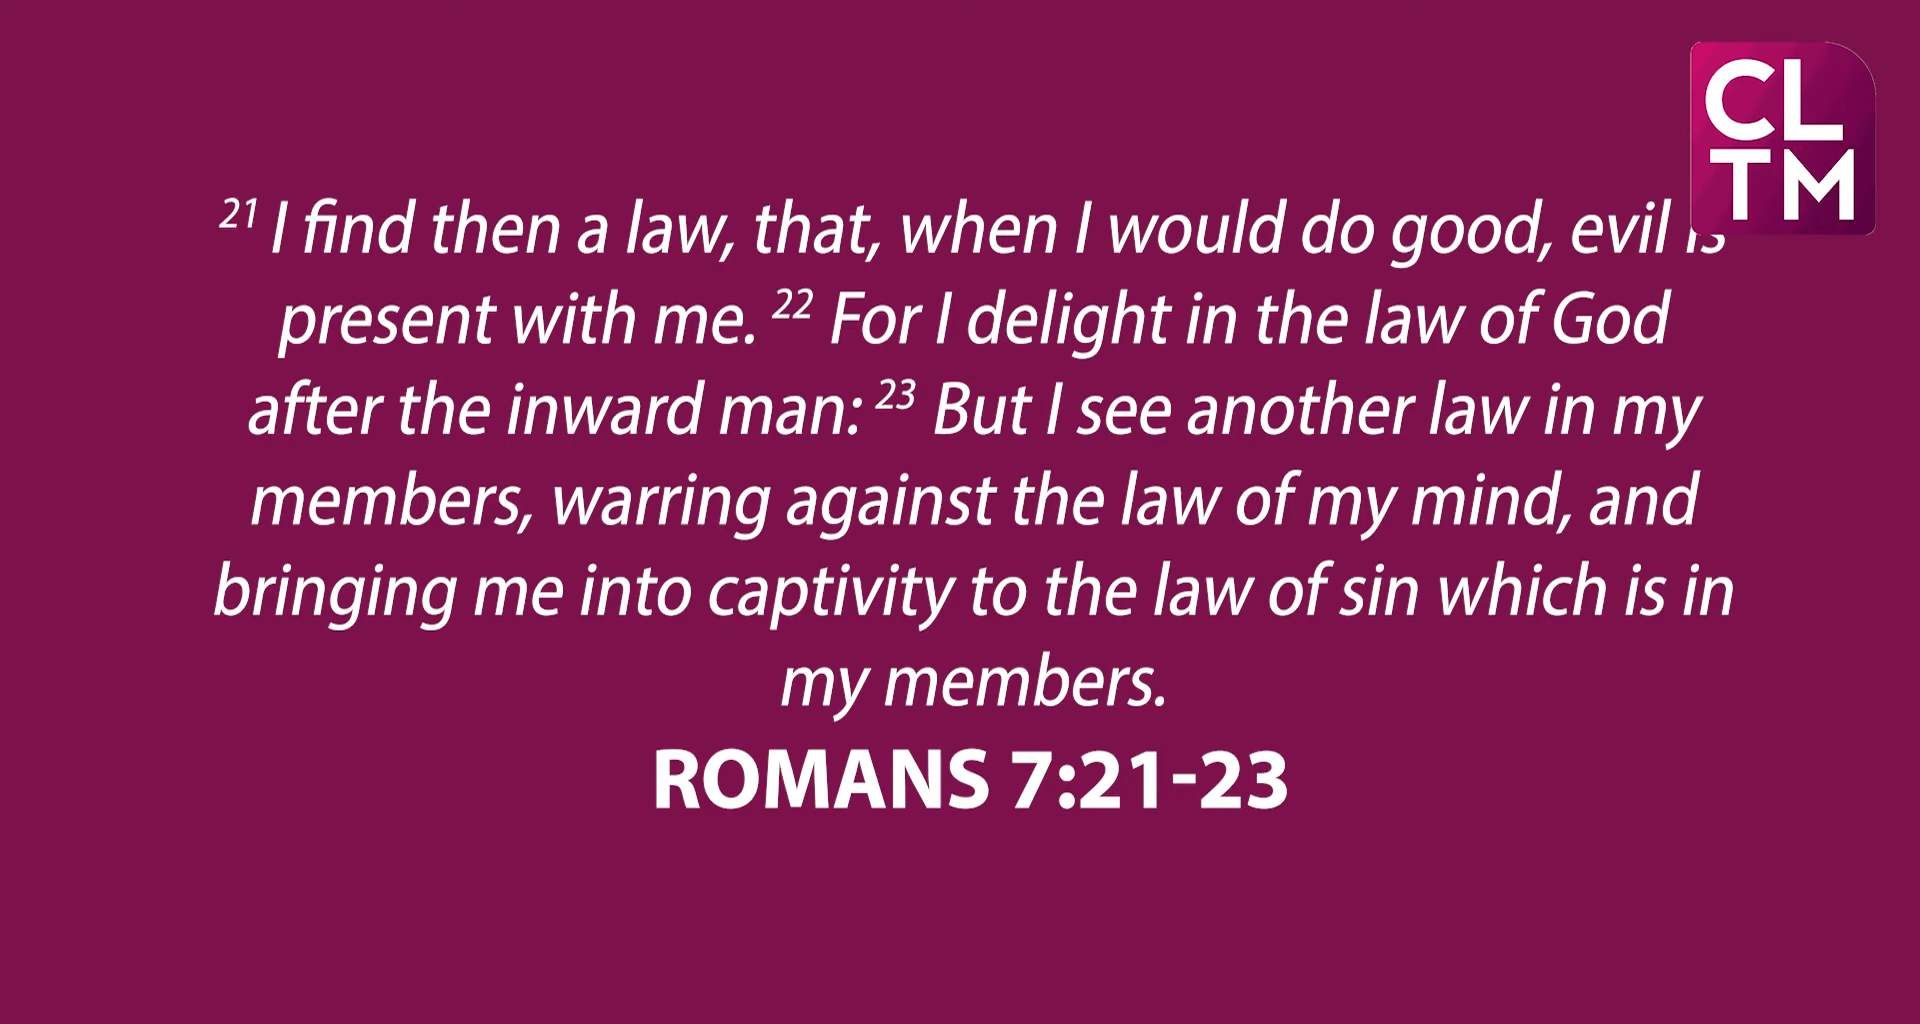 CL
TM
21 I find then a law, that, when I would do good, evil is
present with me. 22 For I delight in the law of God
after the inward man: 23 But I see another law in my
members, warring against the law of my mind, and
bringing me into captivity to the law of sin which is in
my members.
ROMANS 7:21-23